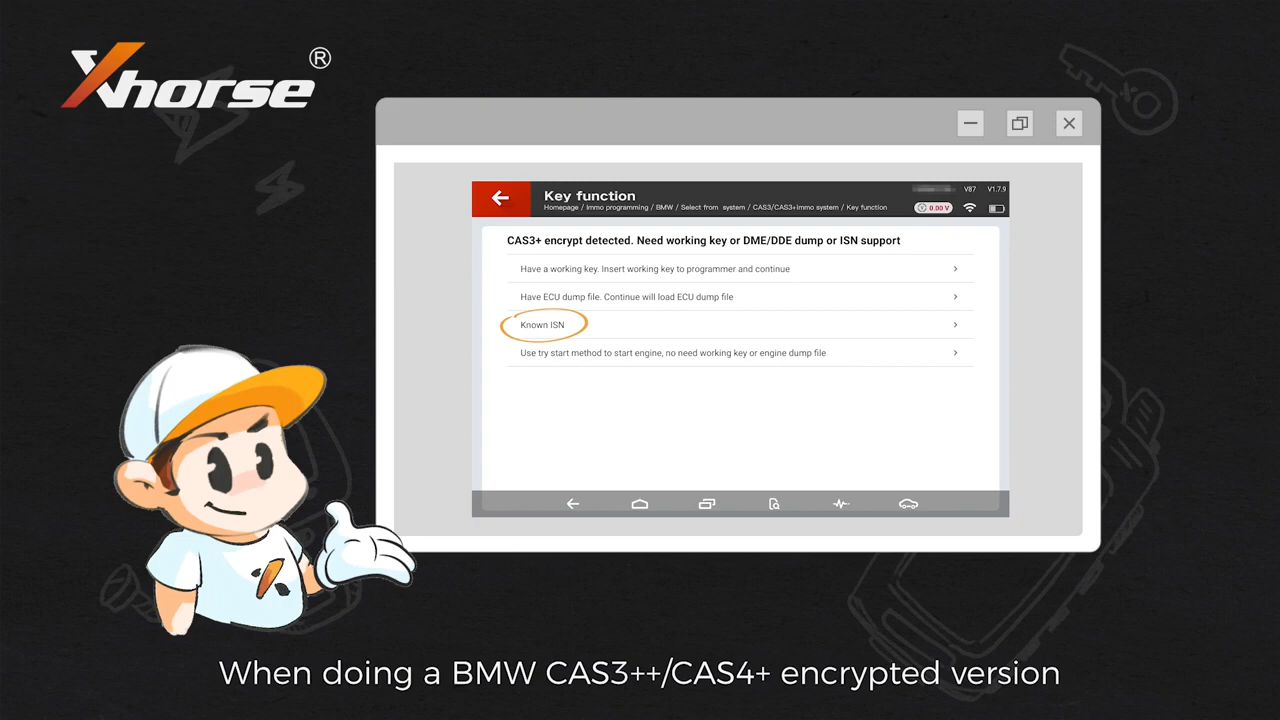 Xhorse®
Key function
V87 V1.7.9
Homepage / Immo programming / BMW / Select from system / CAS3/CAS3+Immo system / Key function
0.00 V
CAS3+ encrypt detected. Need working key or DME/DDE dump or ISN support
Have a working key. Insert working key to programmer and continue
Have ECU dump file. Continue will load ECU dump file
Known ISN
Use try start method to start engine, no need working key or engine dump file
When doing a BMW CAS3++/CAS4+ encrypted version